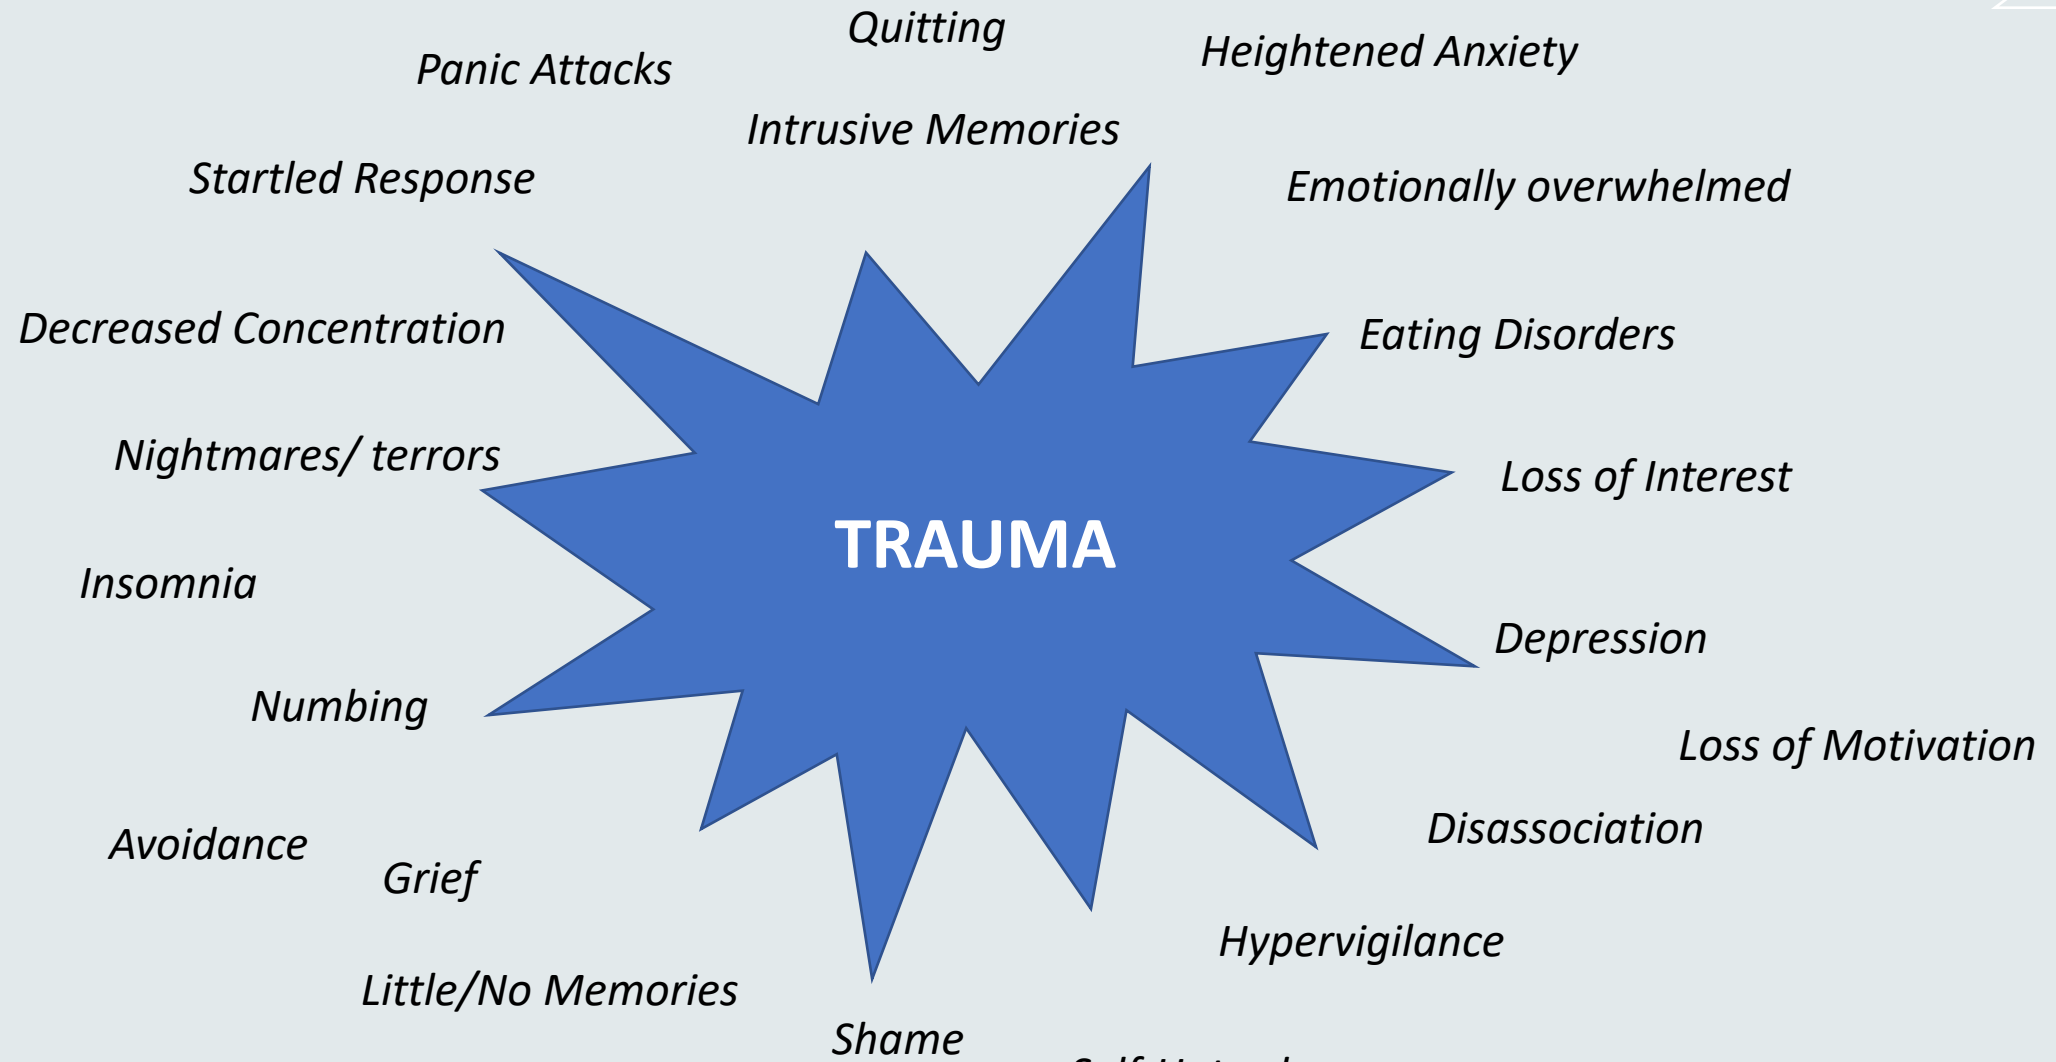 Quitting
Panic Attacks
Heightened Anxiety
Intrusive Memories
Startled Response
Emotionally overwhelmed
Decreased Concentration
Eating Disorders
Nightmares/ terrors
Loss of Interest
TRAUMA
Insomnia
Depression
Numbing
Loss of Motivation
Avoidance
Disassociation
Grief
Hypervigilance
Little/No Memories
Shame